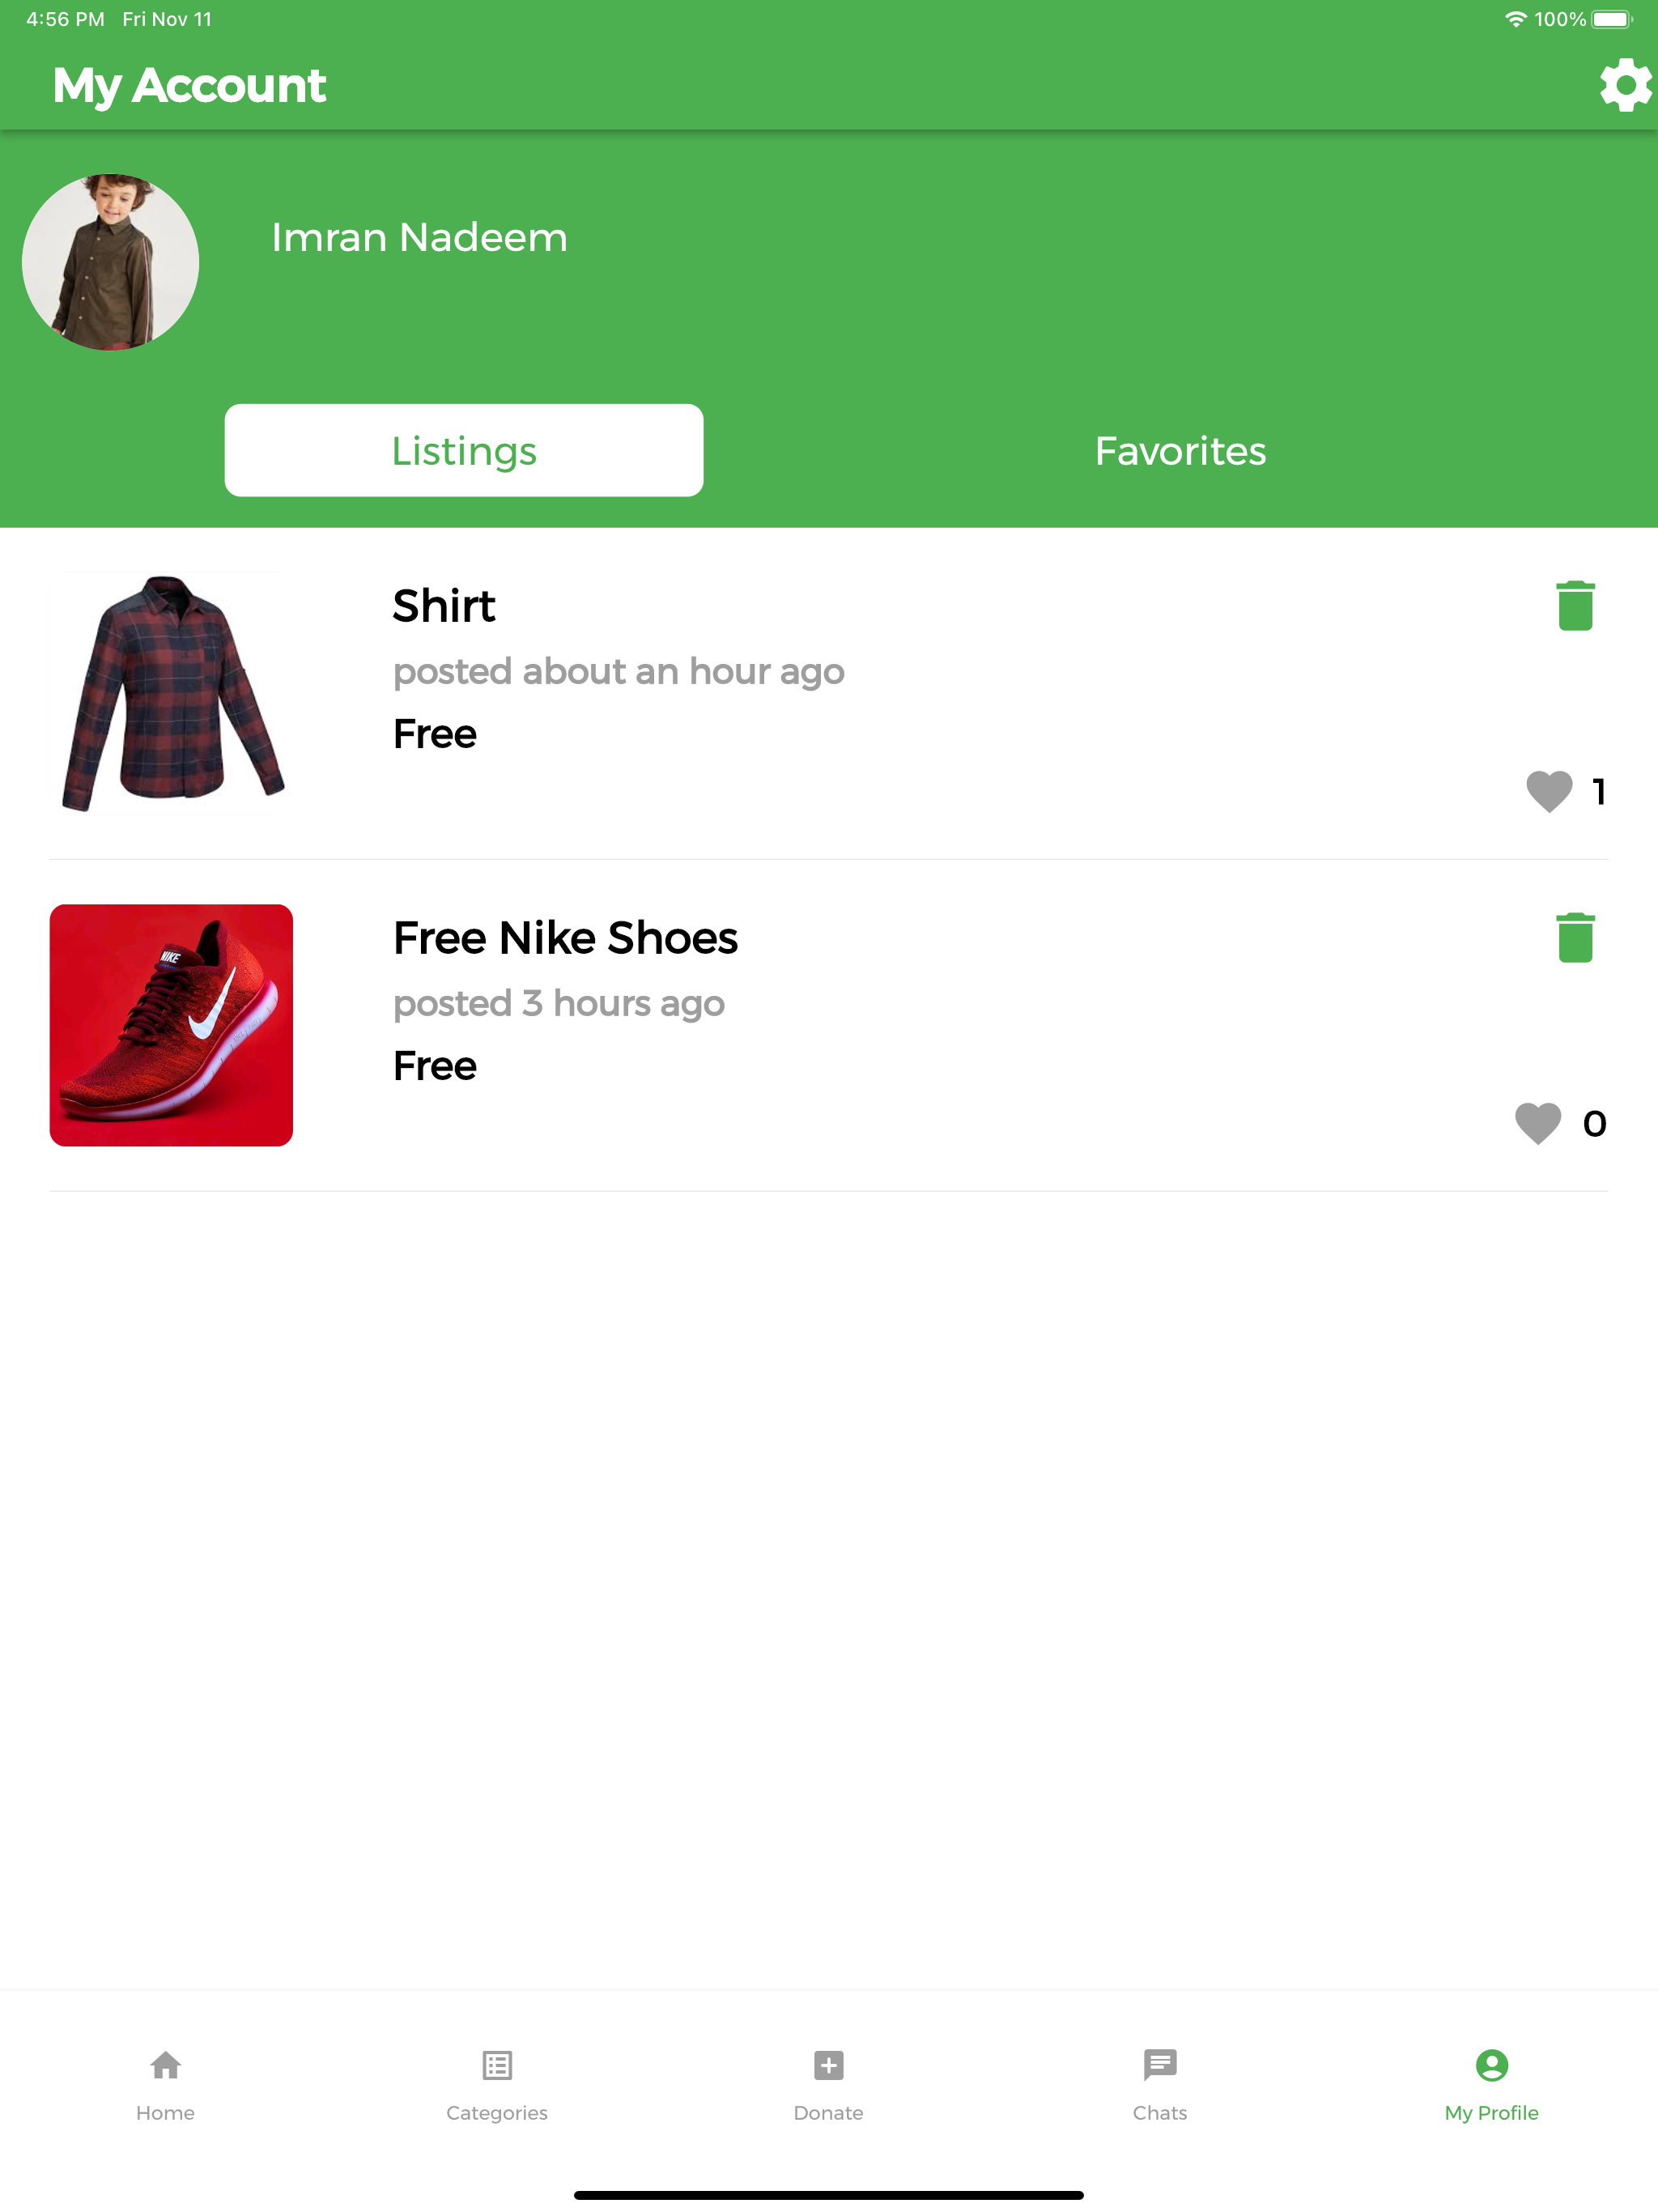 4:56 PM Fri Nov 11 100%
My Account
Imran Nadeem
Listings Favorites
Shirt
posted about an hour ago
Free
1
NIKE
Free Nike Shoes
posted 3 hours ago
Free
0
Home Categories Donate Chats My Profile